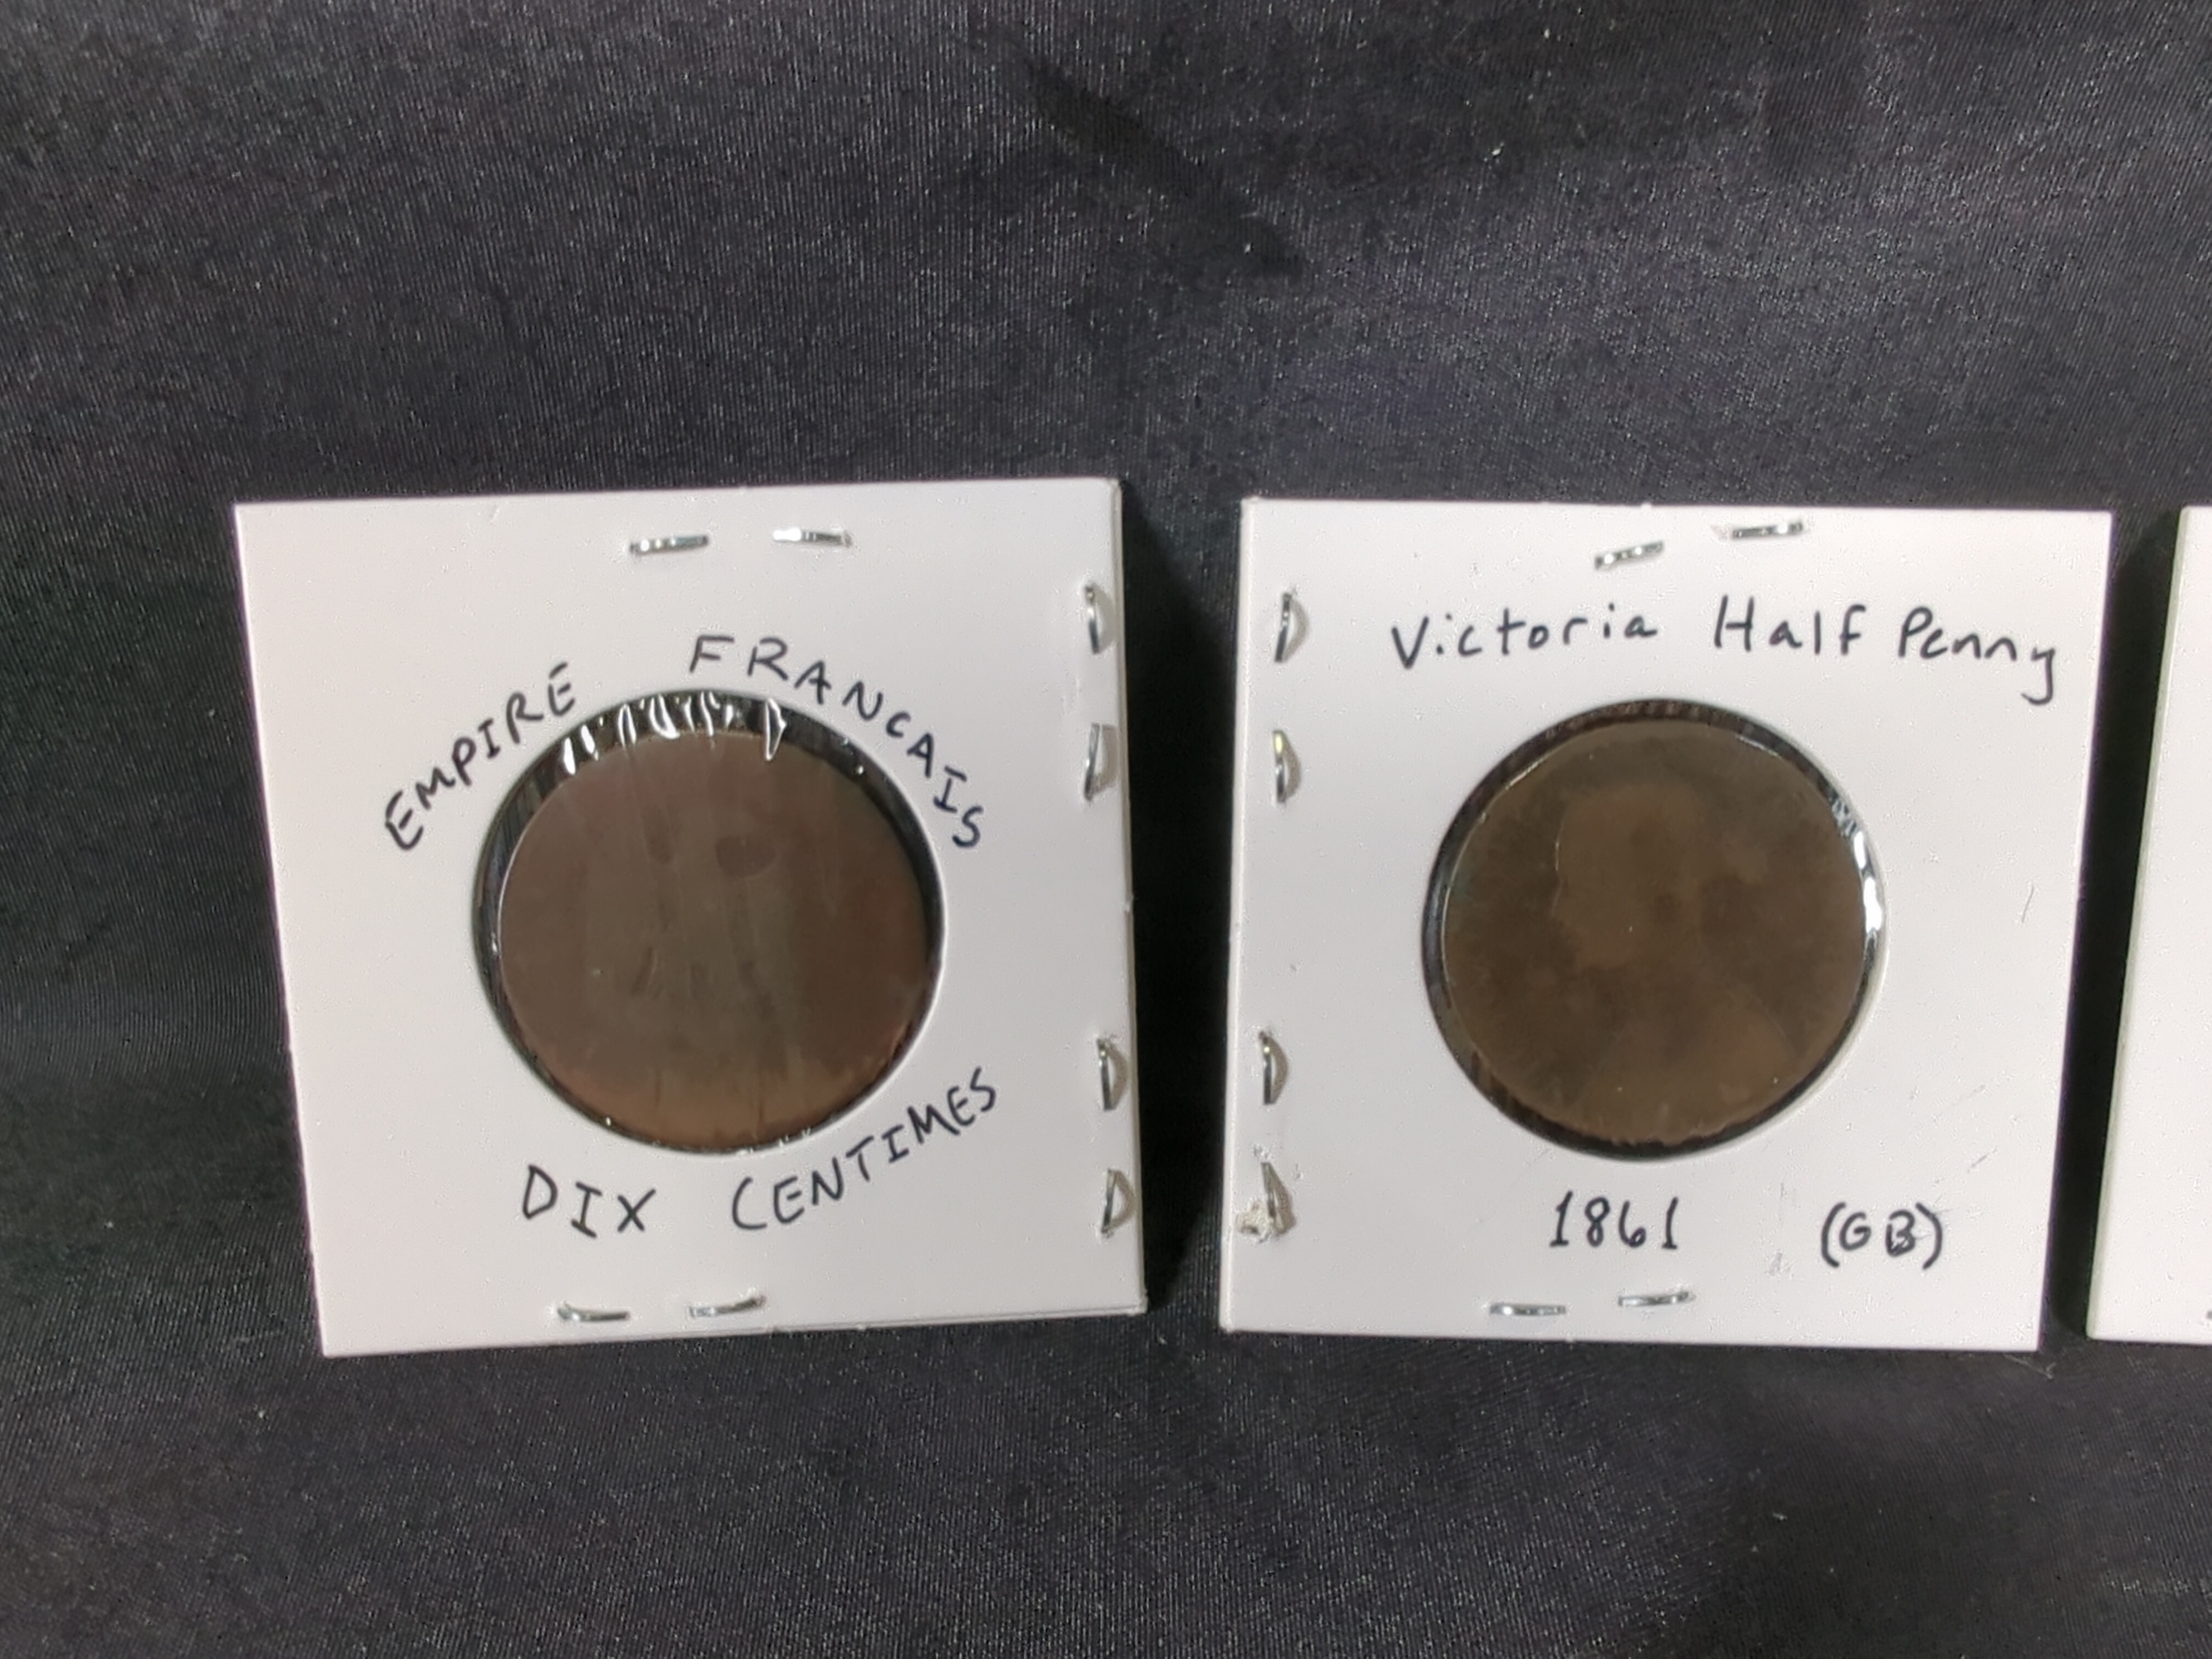 EMPIRE FRANCAIS
DIX CENTIMES
Victoria Half Penny
1861 (GB)